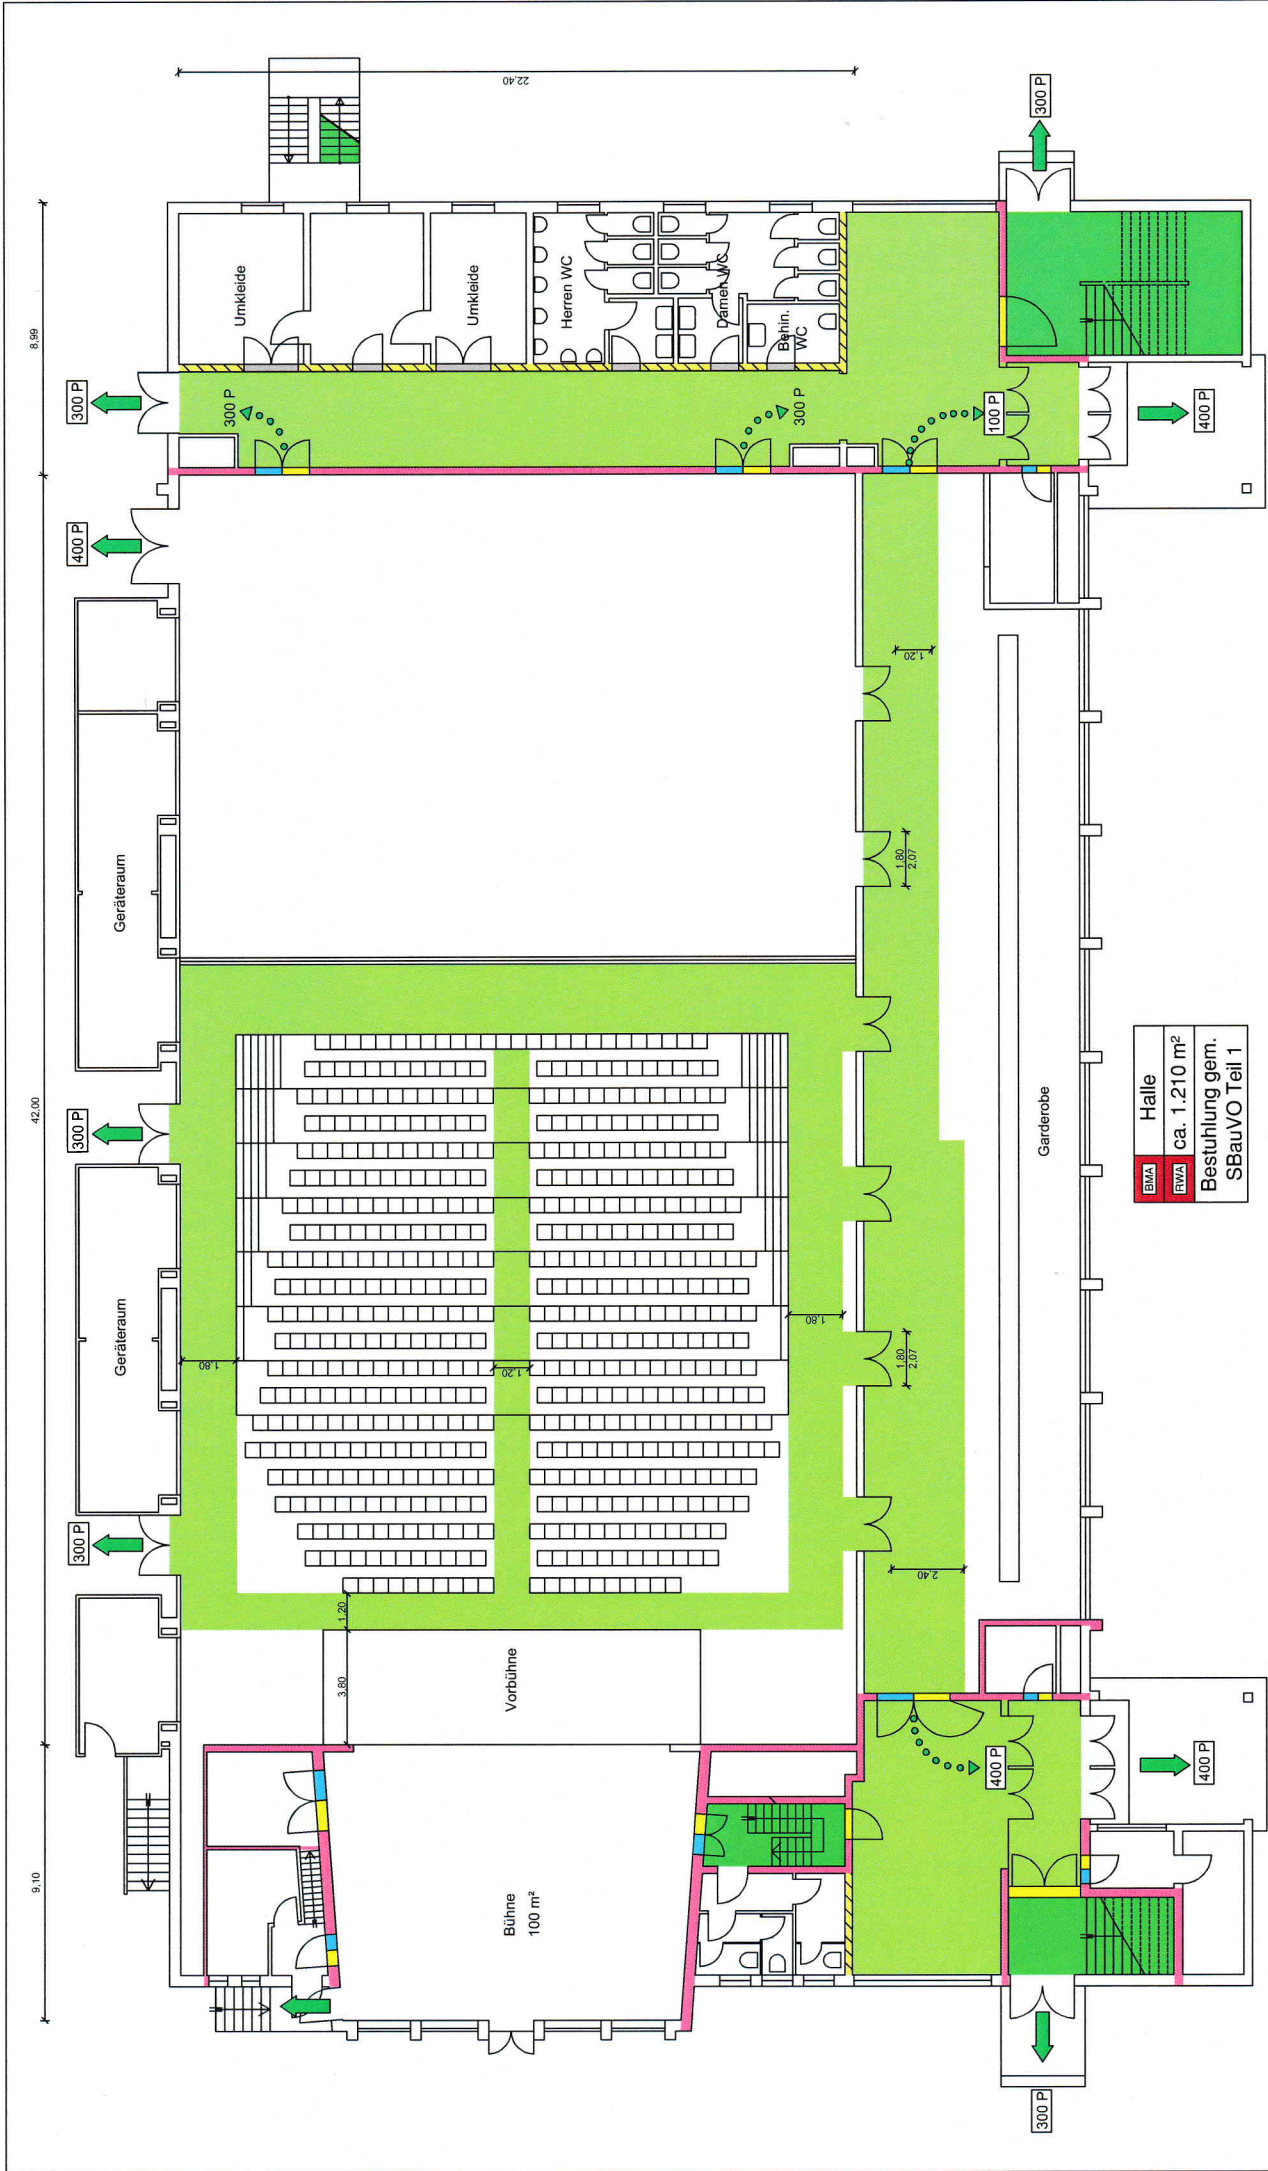 9,10
42,00
8,99
22,40
300 P
300 P
400 P
300 P
Geräteraum
Geräteraum
Umkleide
Umkleide
Herren WC
Damen WC
Behin.
WC
300 P
300 P
100 P
1,80
1,20
1,80
1,20
3,80
Vorbühne
Bühne
100 m²
1,80
2,07
1,80
2,07
1,20
2,40
Garderobe
400 P
300 P
400 P
400 P
300 P
BMA Halle
RWA ca. 1.210 m²
Bestuhlung gem.
SBauVO Teil 1